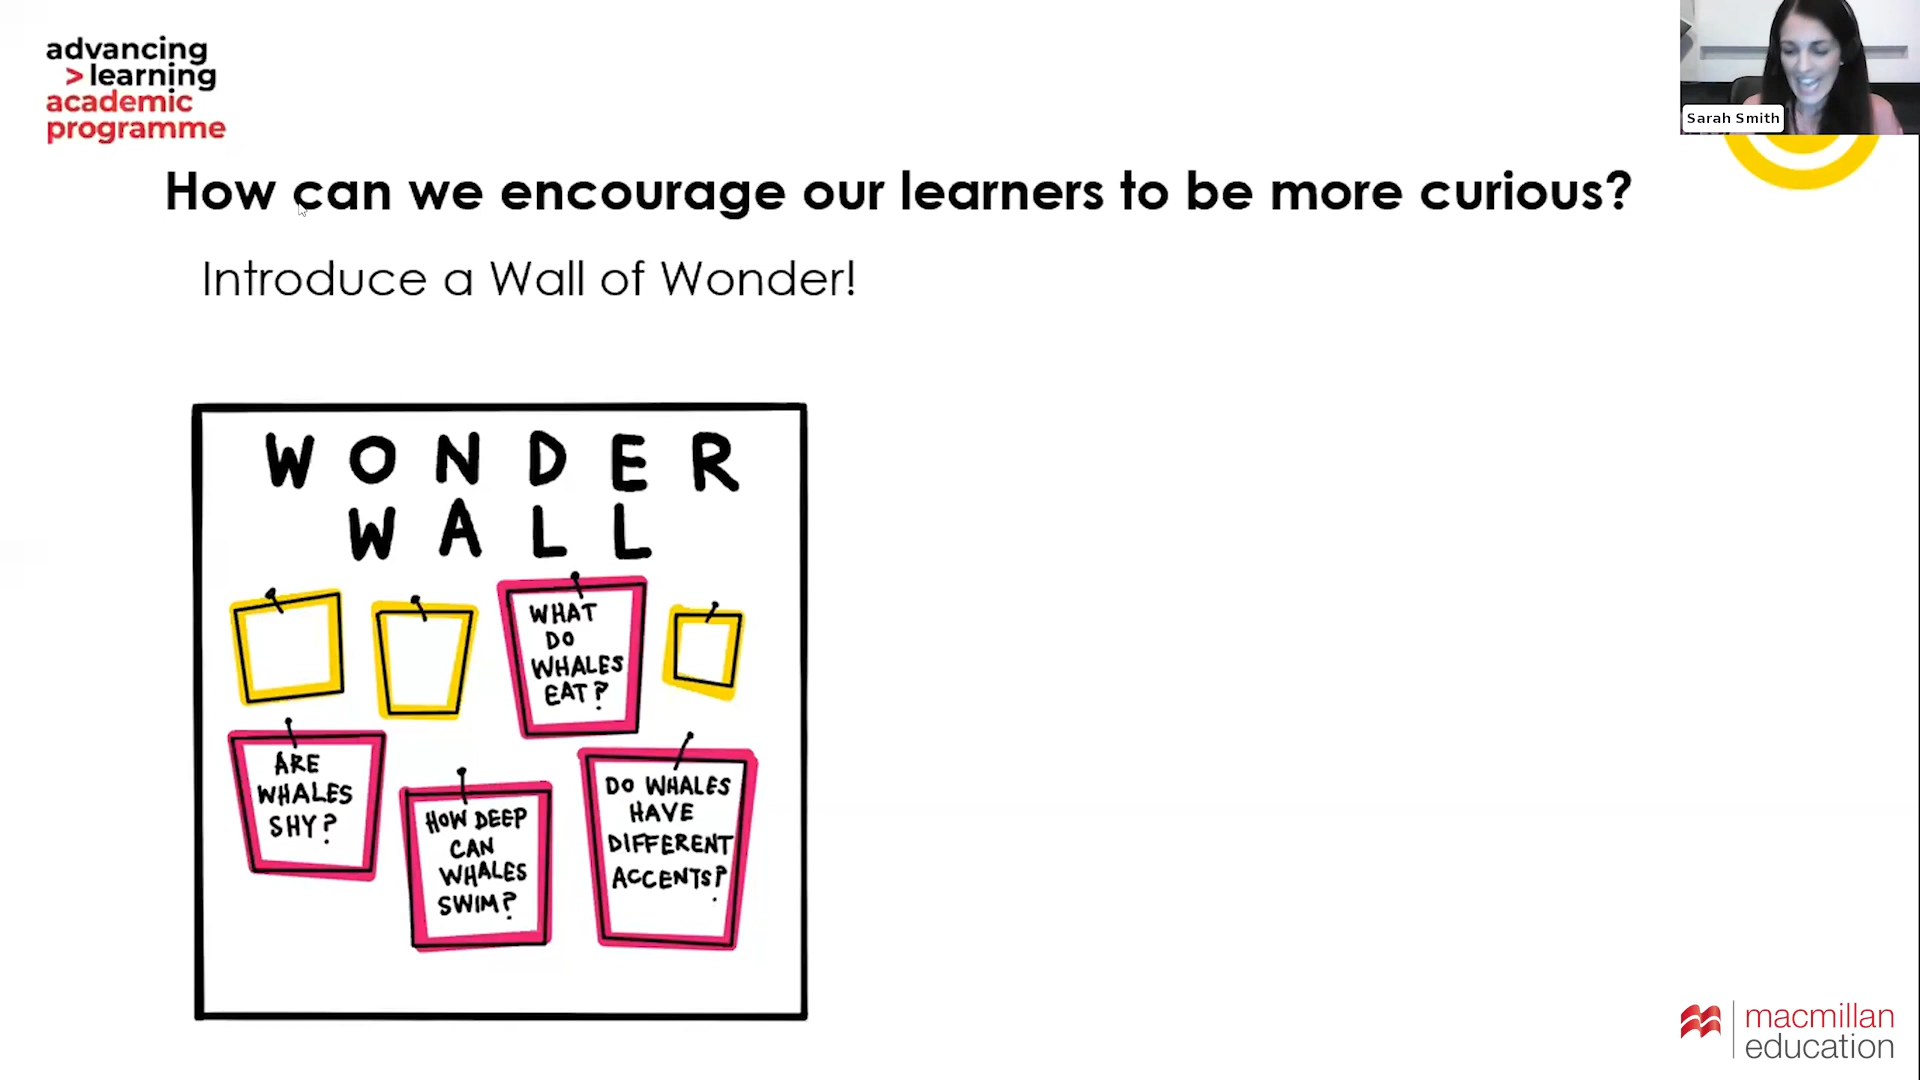 advancing
>learning
academic
programme
Sarah Smith
How can we encourage our learners to be more curious?
Introduce a Wall of Wonder!
WONDER
WALL
WHAT
DO
WHALES
EAT?
ARE
WHALES
SHY?
HOW DEEP
CAN
WHALES
SWIM?
DO WHALES
HAVE
DIFFERENT
ACCENTS?
macmillan
education